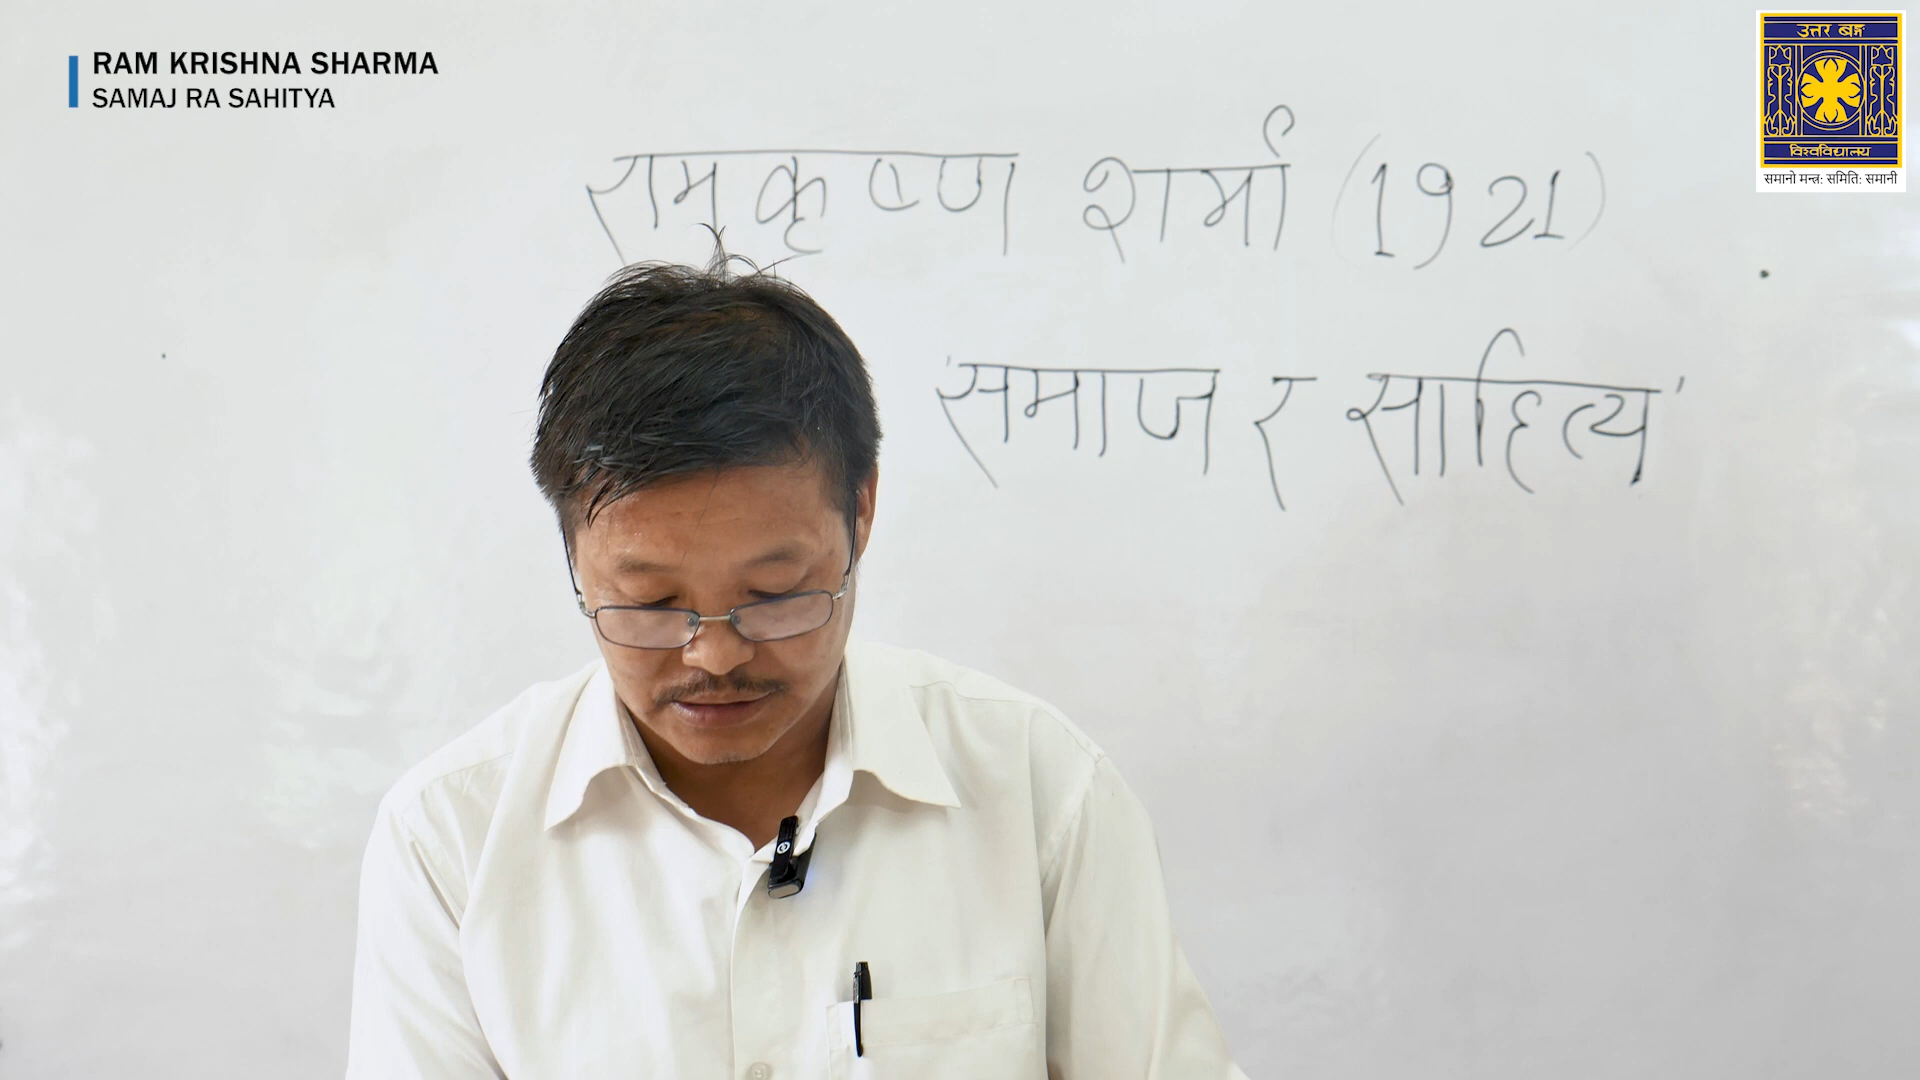 RAM KRISHNA SHARMA
SAMAJ RA SAHITYA
रामकृष्ण शर्मा (1921)
'समाज र साहित्य'
उत्तर बङ्ग
विश्वविद्यालय
समानो मन्त्र: समिति: समानी